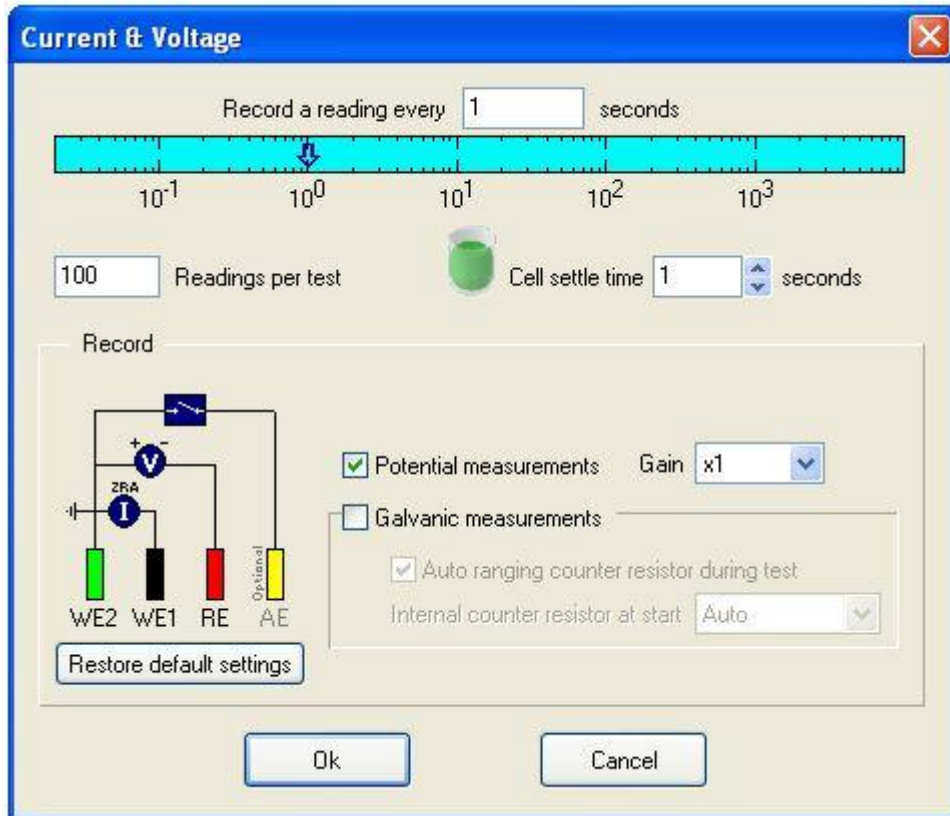 Current & Voltage
Record a reading every 1 seconds
10-1 100 101 102 103
100 Readings per test Cell settle time 1 seconds
Record
+ −
V
Potential measurements Gain x1
ZRA
I
Galvanic measurements
Auto ranging counter resistor during test
Optional
Internal counter resistor at start Auto
WE2 WE1 RE AE
Restore default settings
Ok Cancel